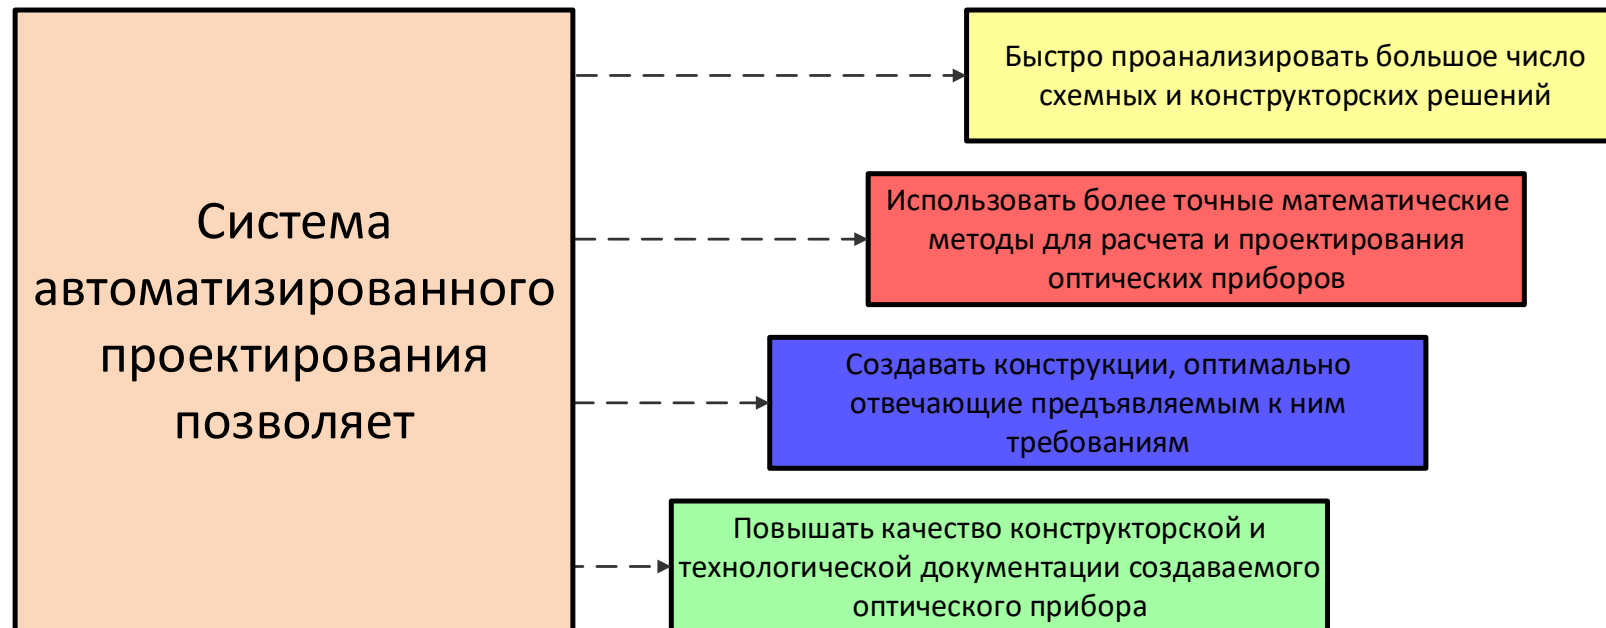 Система
автоматизированного
проектирования
позволяет
Быстро проанализировать большое число
схемных и конструкторских решений
Использовать более точные математические
методы для расчета и проектирования
оптических приборов
Создавать конструкции, оптимально
отвечающие предъявляемым к ним
требованиям
Повышать качество конструкторской и
технологической документации создаваемого
оптического прибора